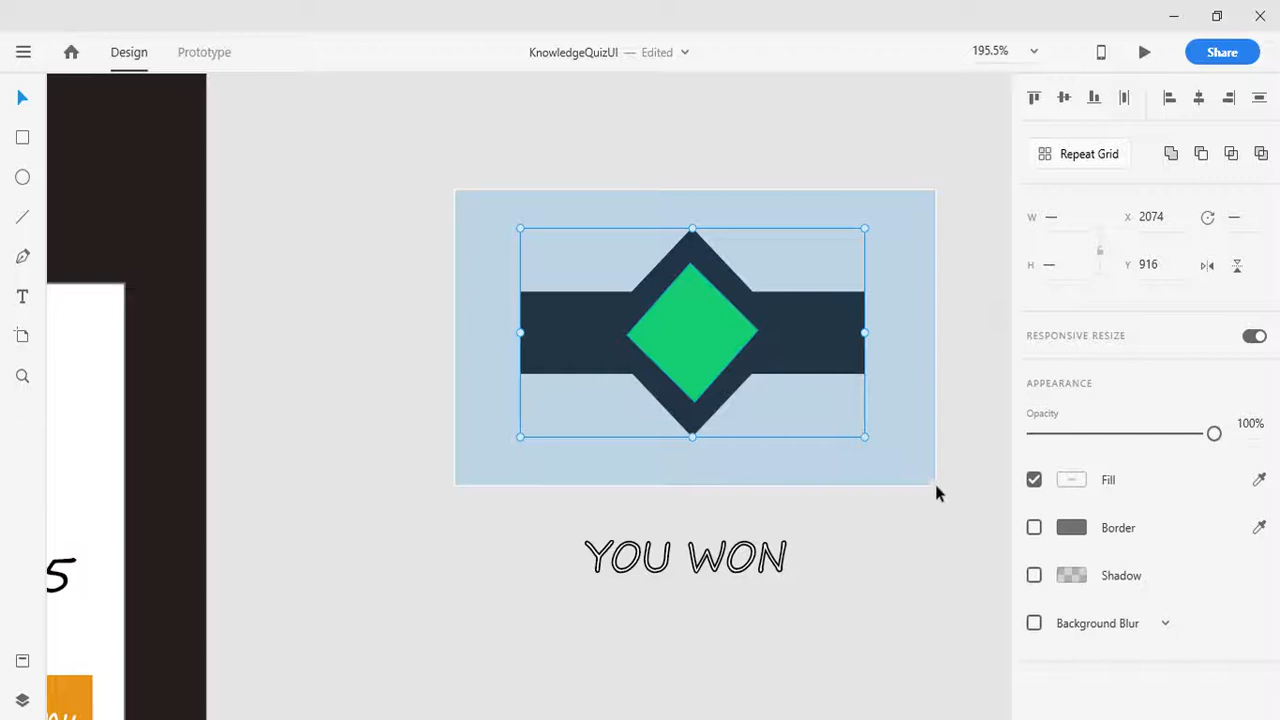 Design Prototype KnowledgeQuizUI — Edited 195.5% Share
Repeat Grid
W — X 2074 —
H — Y 916
RESPONSIVE RESIZE
APPEARANCE
Opacity
100%
Fill
Border
YOU WON
5
Shadow
Background Blur